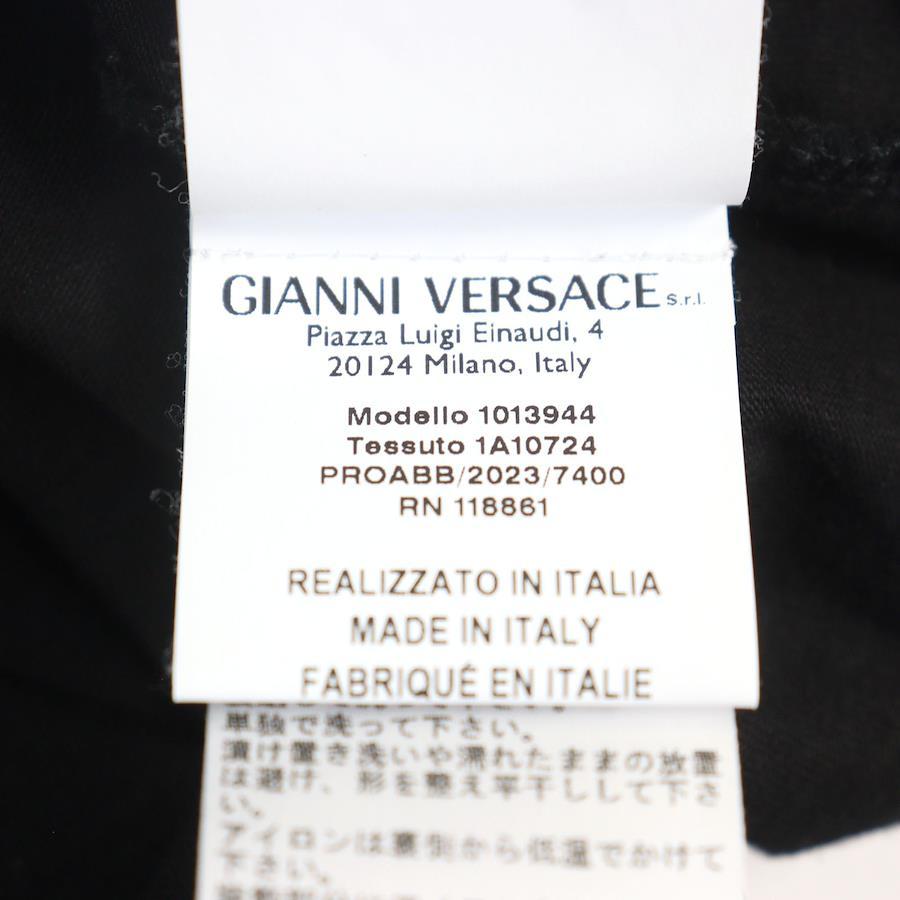 GIANNI VERSACE S.r.l.
Piazza Luigi Einaudi, 4
20124 Milano, Italy
Modello 1013944
Tessuto 1A10724
PROABB/2023/7400
RN 118861
REALIZZATO IN ITALIA
MADE IN ITALY
FABRIQUÉ EN ITALIE
単独で洗って下さい。
漬け置き洗いや濡れたままの放置
は避け、形を整え竿干しして下さ
い。
アイロンは裏側から低温でかけて
下さい。